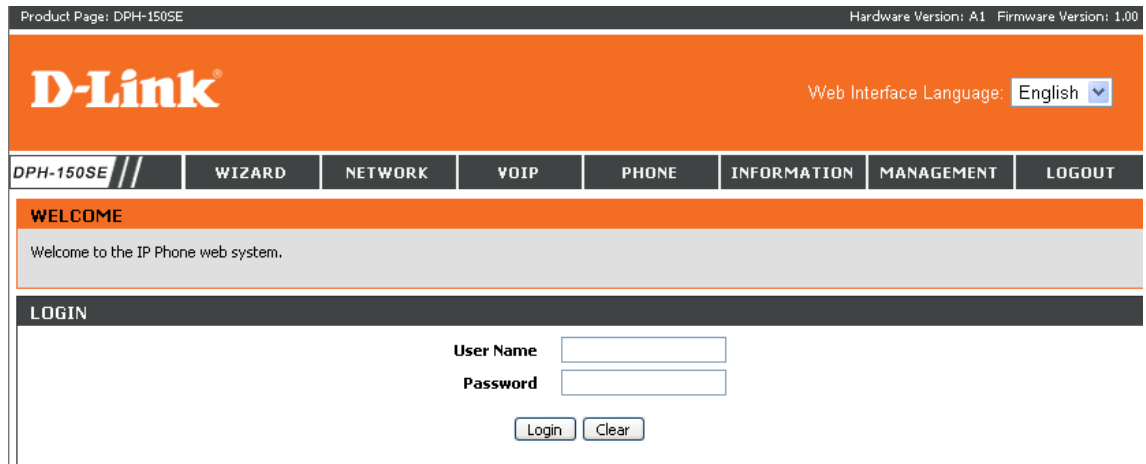 Product Page: DPH-150SE Hardware Version: A1 Firmware Version: 1.00
D-Link®
Web Interface Language: English
DPH-150SE WIZARD NETWORK VOIP PHONE INFORMATION MANAGEMENT LOGOUT
WELCOME
Welcome to the IP Phone web system.
LOGIN
User Name
Password
Login Clear